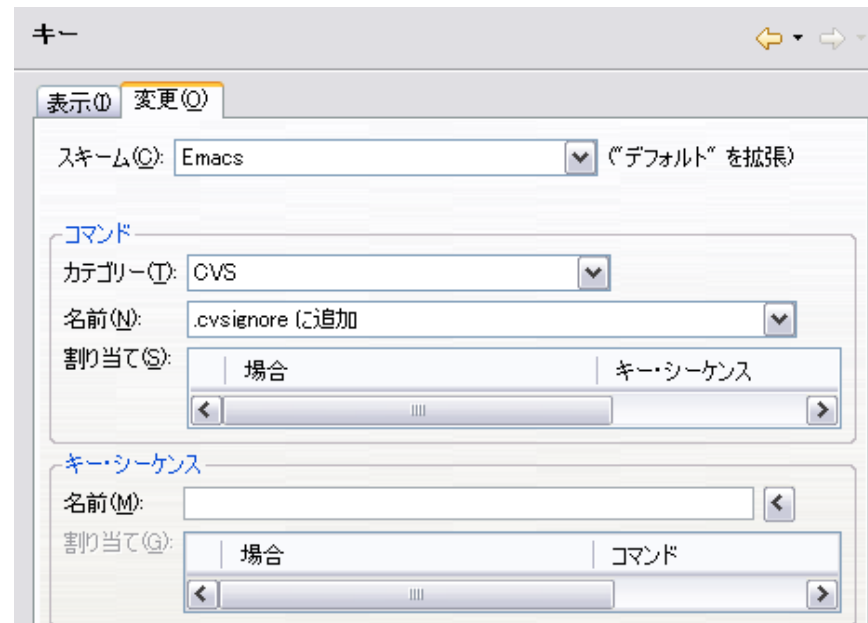 キー
表示(I) 変更(O)
スキーム(C): Emacs ("デフォルト" を拡張)
コマンド
カテゴリー(T): CVS
名前(N): .cvsignore に追加
割り当て(S): 場合 キー・シーケンス
キー・シーケンス
名前(M):
割り当て(G): 場合 コマンド